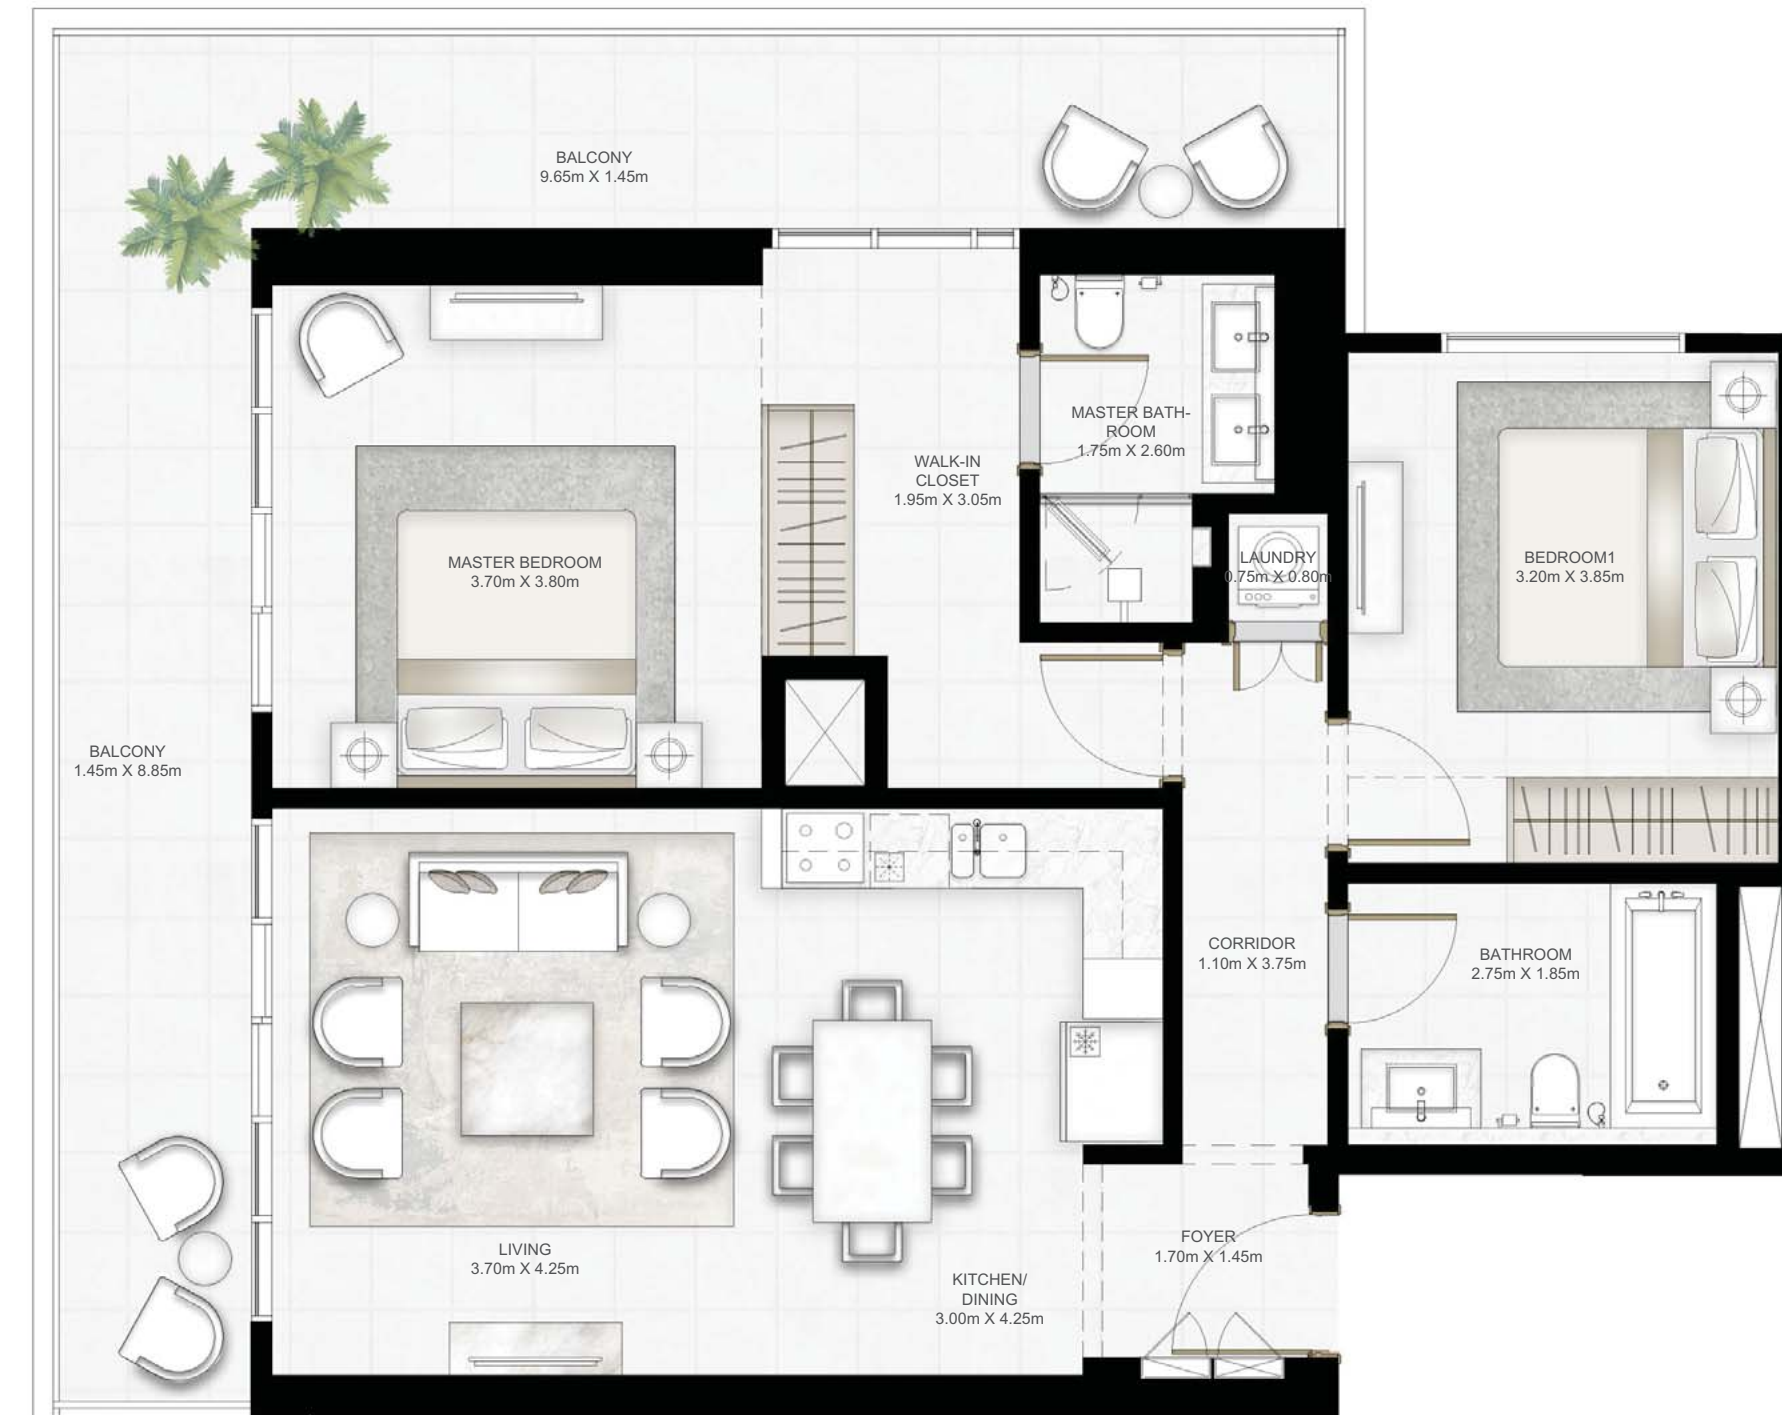 BALCONY
9.65m X 1.45m
MASTER BATH-
ROOM
1.75m X 2.60m
WALK-IN
CLOSET
1.95m X 3.05m
MASTER BEDROOM
3.70m X 3.80m
LAUNDRY
0.75m X 0.80m
BEDROOM1
3.20m X 3.85m
BALCONY
1.45m X 8.85m
CORRIDOR
1.10m X 3.75m
BATHROOM
2.75m X 1.85m
LIVING
3.70m X 4.25m
FOYER
1.70m X 1.45m
KITCHEN/
DINING
3.00m X 4.25m